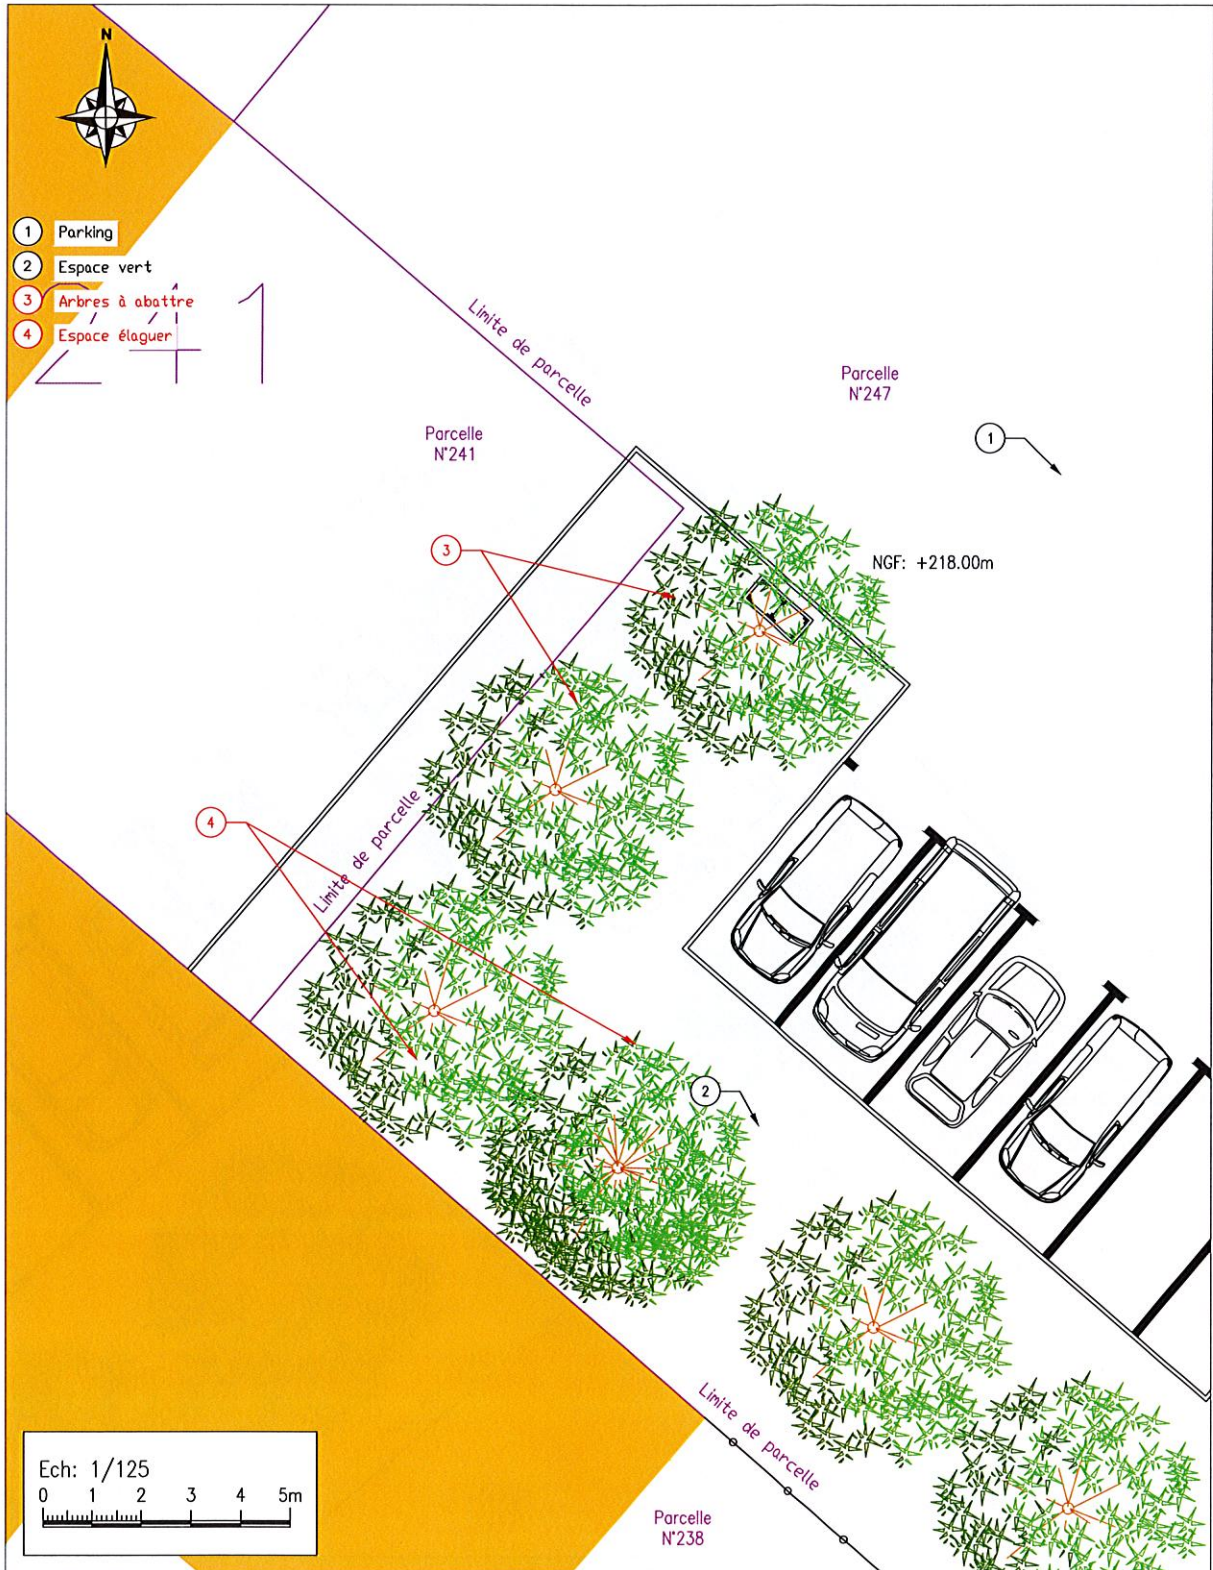 N
1 Parking
2 Espace vert
3 Arbres à abattre
4 Espace élaguer
241
Limite de parcelle
Parcelle
N°247
1
Parcelle
N°241
3
NGF: +218.00m
4
Limite de parcelle
2
Limite de parcelle
Ech: 1/125
0 1 2 3 4 5m
Parcelle
N°238